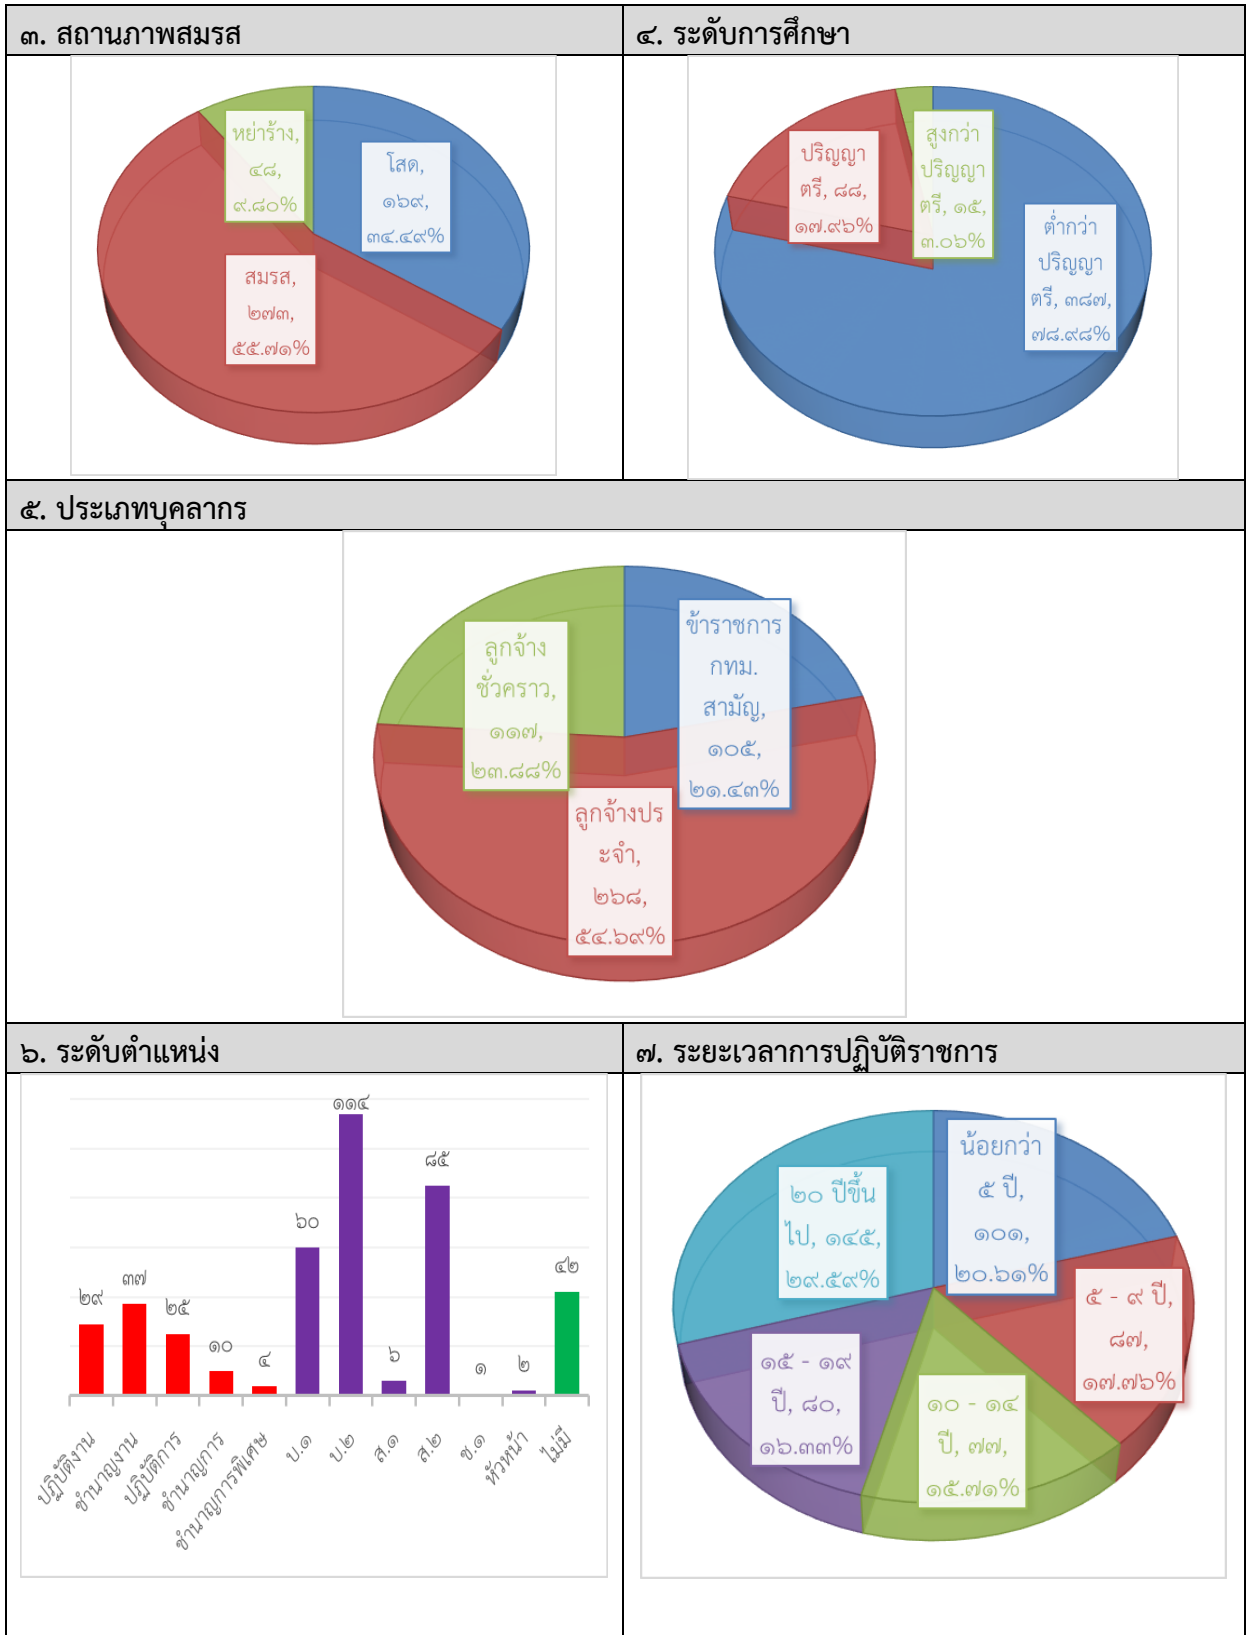 ๓. สถานภาพสมรส
หย่าร้าง,
๔๘,
๙.๘๐%
โสด,
๑๖๙,
๓๔.๔๙%
สมรส,
๒๗๓,
๕๕.๗๑%
๔. ระดับการศึกษา
ปริญญา
ตรี, ๘๘,
๑๗.๙๖%
สูงกว่า
ปริญญา
ตรี, ๑๕,
๓.๐๖%
ต่ำกว่า
ปริญญา
ตรี, ๓๘๗,
๗๘.๙๘%
๕. ประเภทบุคลากร
ลูกจ้าง
ชั่วคราว,
๑๑๗,
๒๓.๘๘%
ข้าราชการ
กทม.
สามัญ,
๑๐๕,
๒๑.๔๓%
ลูกจ้างปร
ะจำ,
๒๖๘,
๕๔.๖๙%
๖. ระดับตำแหน่ง
๒๙
๓๗
๒๕
๑๐
๔
๖๐
๑๑๔
๖
๘๕
๑
๒
๔๒
ปฏิบัติงาน
ชำนาญงาน
ปฏิบัติการ
ชำนาญการ
ชำนาญการพิเศษ
บ.๑
บ.๒
ส.๑
ส.๒
ช.๑
หัวหน้า
ไม่มี
๗. ระยะเวลาการปฏิบัติราชการ
น้อยกว่า
๕ ปี,
๑๐๑,
๒๐.๖๑%
๒๐ ปีขึ้น
ไป, ๑๔๕,
๒๙.๕๙%
๕ - ๙ ปี,
๘๗,
๑๗.๗๖%
๑๕ - ๑๙
ปี, ๘๐,
๑๖.๓๓%
๑๐ - ๑๔
ปี, ๗๗,
๑๕.๗๑%